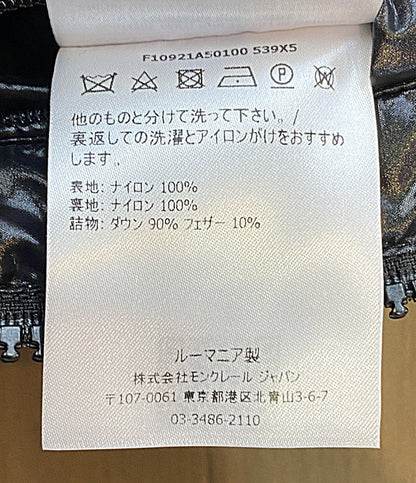 F10921A50100 539X5
他のものと分けて洗って下さい。/
裏返しての洗濯とアイロンがけをおすすめ
します。.
表地: ナイロン 100%
裏地: ナイロン 100%
詰物: ダウン 90% フェザー 10%
ルーマニア製
株式会社モンクレール ジャパン
〒107-0061 東京都港区北青山3-6-7
03-3486-2110